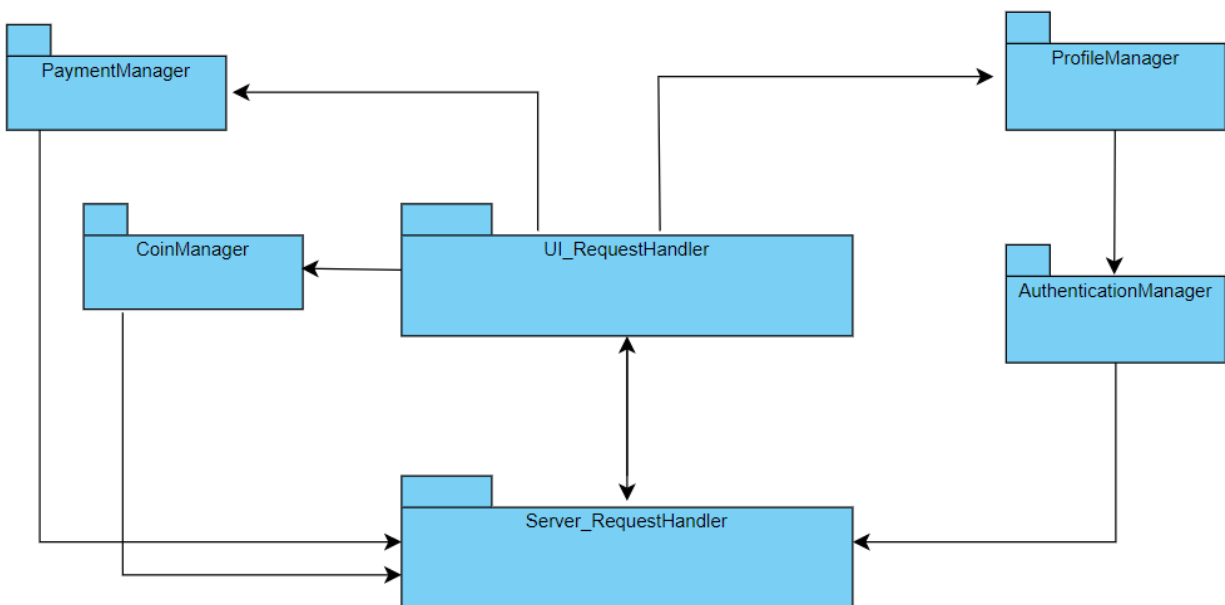 PaymentManager
ProfileManager
CoinManager
UI_RequestHandler
AuthenticationManager
Server_RequestHandler